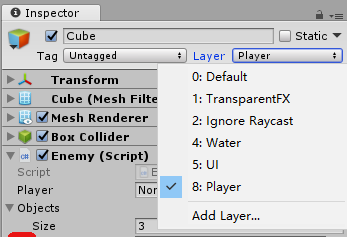 Inspector
Cube
Static
Tag Untagged Layer Player
0: Default
1: TransparentFX
2: Ignore Raycast
4: Water
5: UI
8: Player
Add Layer...
Transform
Cube (Mesh Filte
Mesh Renderer
Box Collider
Enemy (Script)
Script
Player
Objects
Size 3